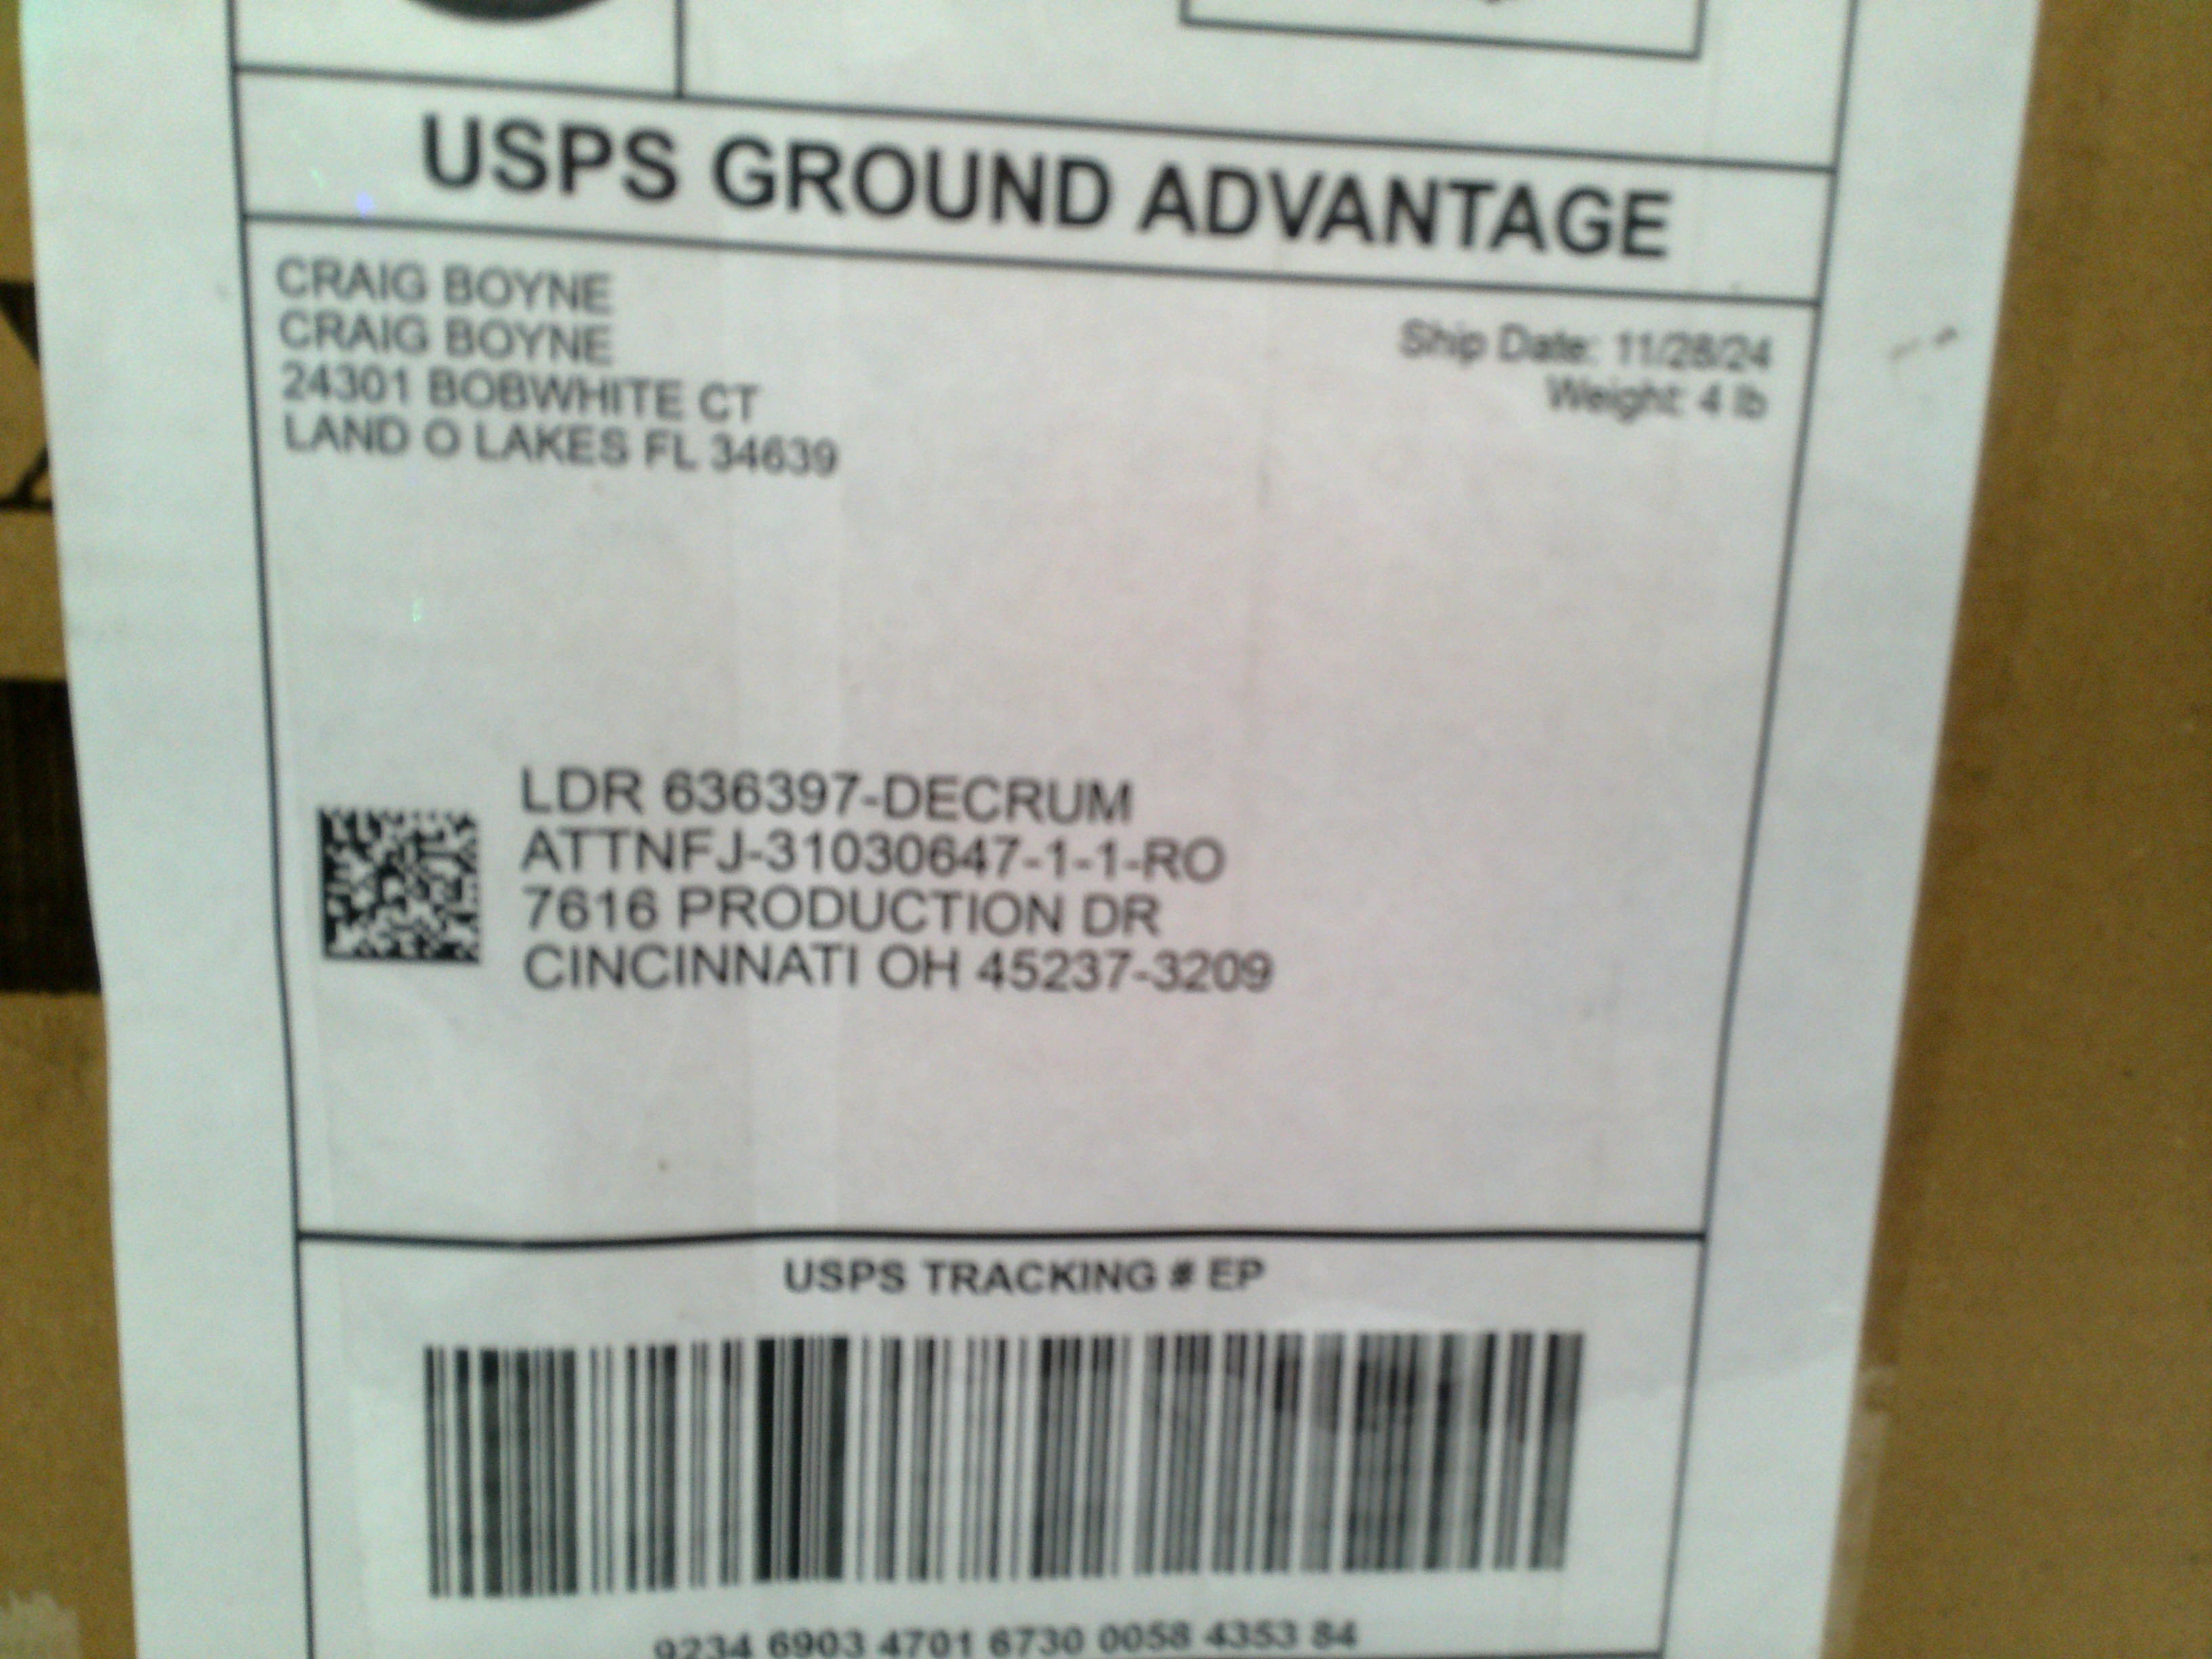 USPS GROUND ADVANTAGE
CRAIG BOYNE
CRAIG BOYNE
24301 BOBWHITE CT
LAND O LAKES FL 34639
Ship Date: 11/28/24
Weight: 4 lb
LDR 636397-DECRUM
ATTNFJ-31030647-1-1-RO
7616 PRODUCTION DR
CINCINNATI OH 45237-3209
USPS TRACKING # EP
9234 6903 4701 6730 0058 4353 84